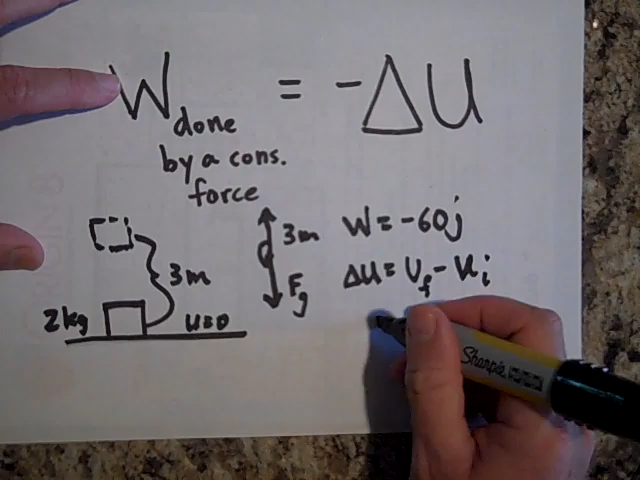 W done = -ΔU
by a cons.
force
3m W = -60j
3m Fg ΔU = Uf - Ui
2kg U=0
Sharpie